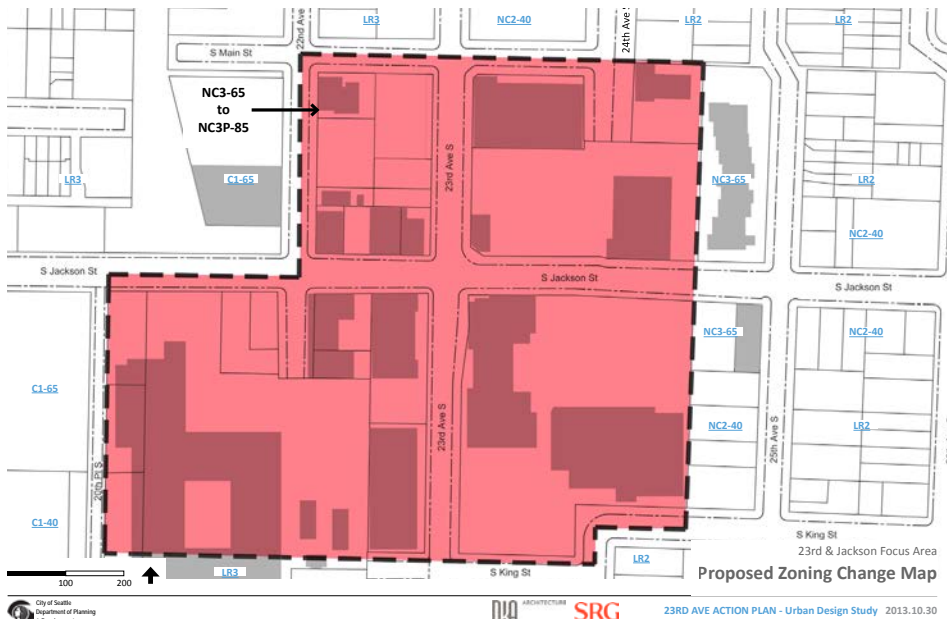 LR3
NC2-40
LR2
LR2
22nd Ave
24th Ave S
S Main St
NC3-65
to
NC3P-85
23rd Ave S
LR3
C1-65
NC3-65
LR2
NC2-40
S Jackson St
S Jackson St
S Jackson St
NC3-65
NC2-40
C1-65
NC2-40
LR2
23rd Ave S
25th Ave S
20th Pl S
C1-40
S King St
LR3
S King St
LR2
23rd & Jackson Focus Area
Proposed Zoning Change Map
100 200
City of Seattle
Department of Planning
ARCHITECTURE
SRG
23RD AVE ACTION PLAN - Urban Design Study 2013.10.30